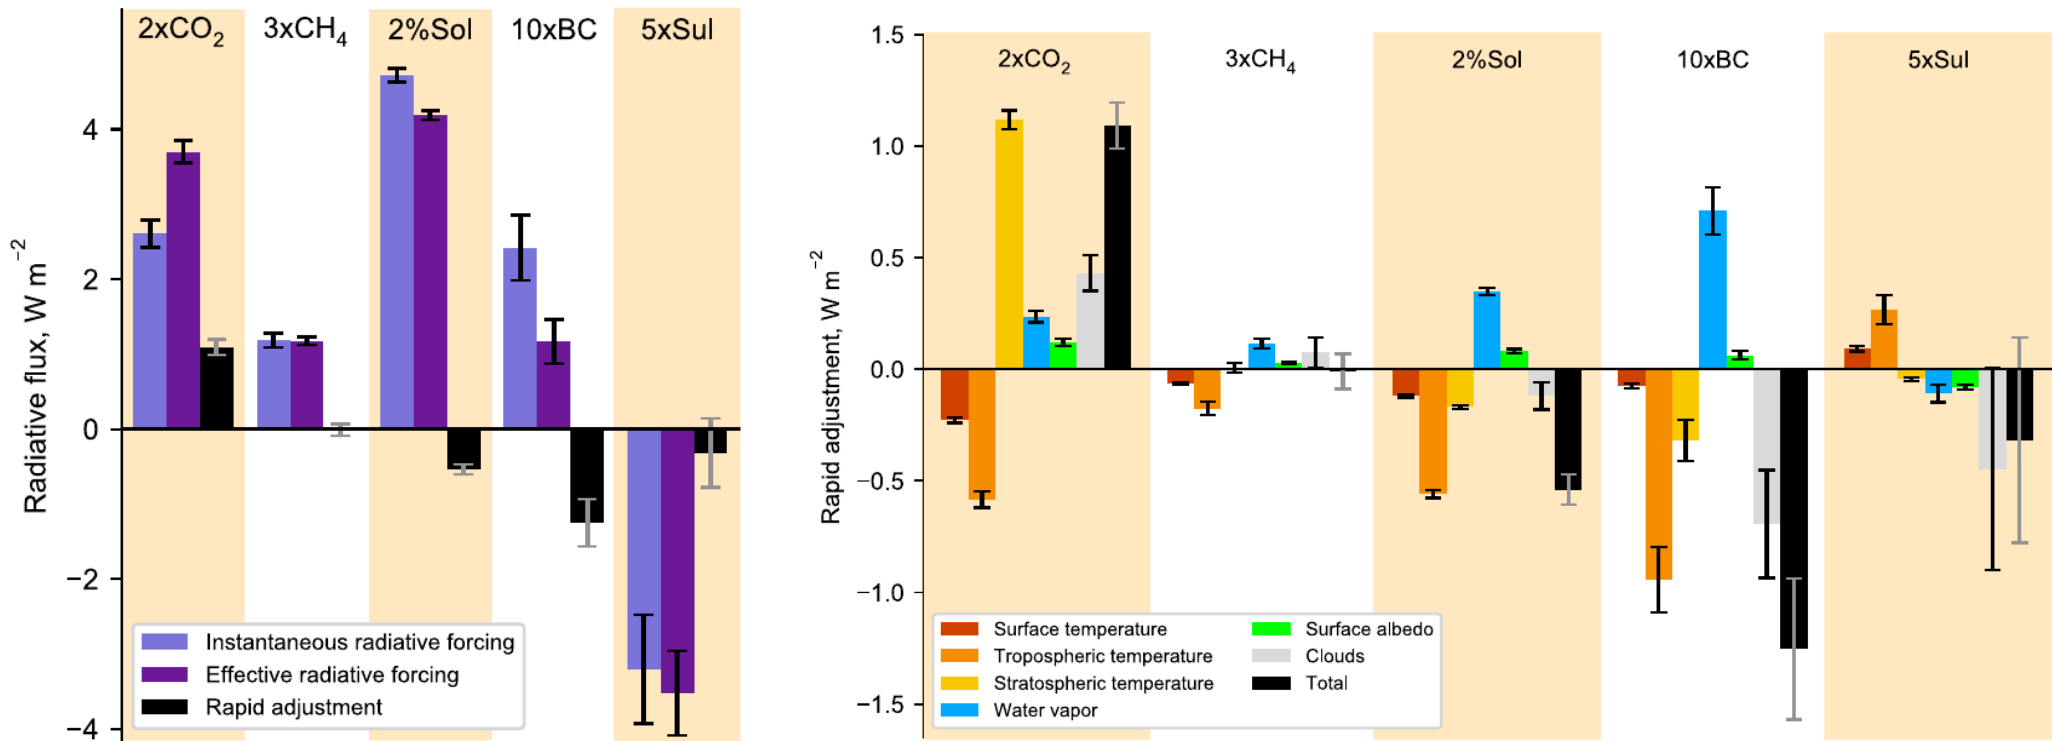 2xCO₂ 3xCH₄ 2%Sol 10xBC 5xSul
4
2
0
−2
−4
Radiative flux, W m⁻²
Instantaneous radiative forcing
Effective radiative forcing
Rapid adjustment
1.5
1.0
0.5
0.0
−0.5
−1.0
−1.5
Rapid adjustment, W m⁻²
2xCO₂ 3xCH₄ 2%Sol 10xBC 5xSul
Surface temperature
Tropospheric temperature
Stratospheric temperature
Water vapor
Surface albedo
Clouds
Total